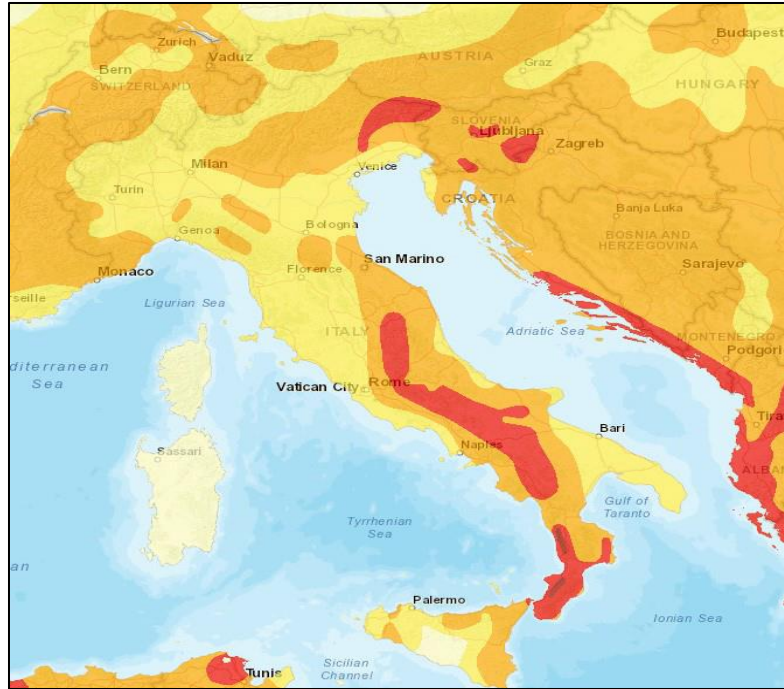 Zurich
Vaduz
AUSTRIA
Budapest
Bern
SWITZERLAND
Graz
HUNGARY
SLOVENIA
Ljubljana
Zagreb
Milan
Venice
Turin
CROATIA
Banja Luka
Genoa
Bologna
BOSNIA AND
HERZEGOVINA
San Marino
Sarajevo
Florence
Monaco
rseille
Ligurian Sea
ITALY
Adriatic Sea
MONTENEGRO
Podgori
diterranean
Sea
Vatican City
Rome
Tira
Bari
Naples
S
Sassari
ALBAN
Gulf of
Taranto
Tyrrhenian
Sea
an
Palermo
Ionian Sea
Tunis
Sicilian
Channel